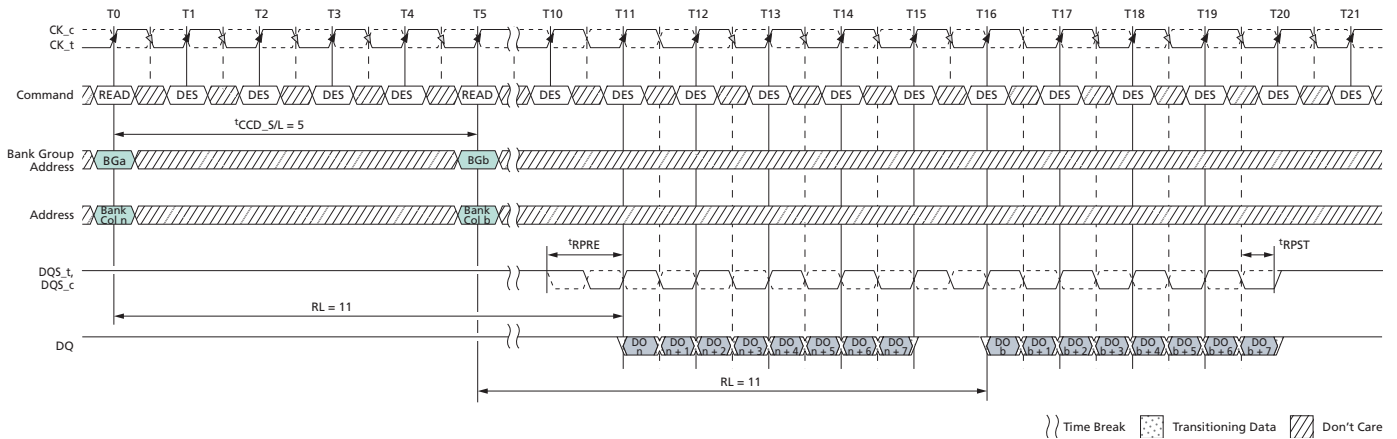 T0 T1 T2 T3 T4 T5 T10 T11 T12 T13 T14 T15 T16 T17 T18 T19 T20 T21
CK_c
CK_t
Command READ DES DES DES DES READ DES DES DES DES DES DES DES DES DES DES DES DES
tCCD_S/L = 5
Bank Group
Address
BGa BGb
Address
Bank
Col n
Bank
Col b
tRPRE tRPST
DQS_t,
DQS_c
RL = 11
DQ
DO
n
DO
n + 1
DO
n + 2
DO
n + 3
DO
n + 4
DO
n + 5
DO
n + 6
DO
n + 7
DO
b
DO
b + 1
DO
b + 2
DO
b + 3
DO
b + 4
DO
b + 5
DO
b + 6
DO
b + 7
RL = 11
Time Break Transitioning Data Don't Care